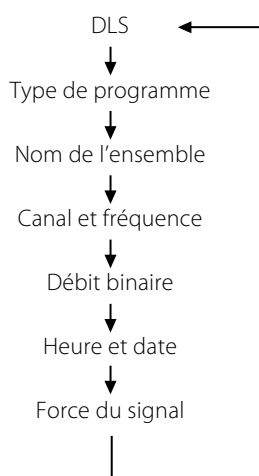 DLS
Type de programme
Nom de l’ensemble
Canal et fréquence
Débit binaire
Heure et date
Force du signal